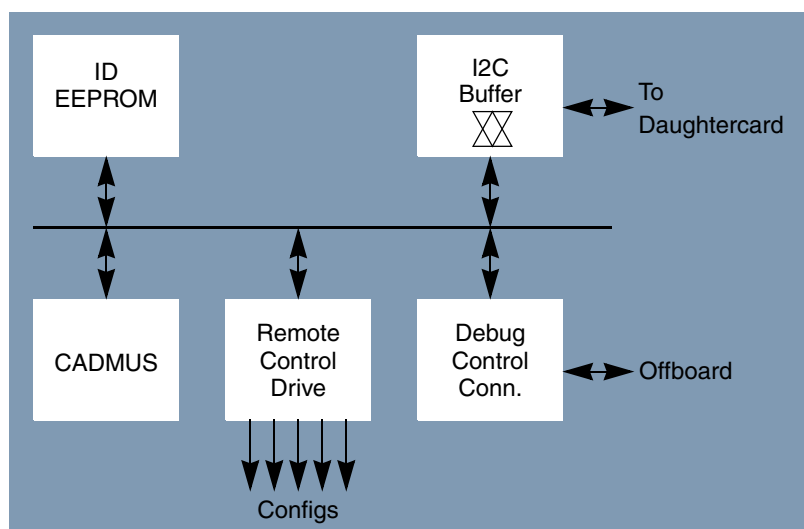 ID
EEPROM
I2C
Buffer
To
Daughtercard
CADMUS
Remote
Control
Drive
Debug
Control
Conn.
Offboard
Configs